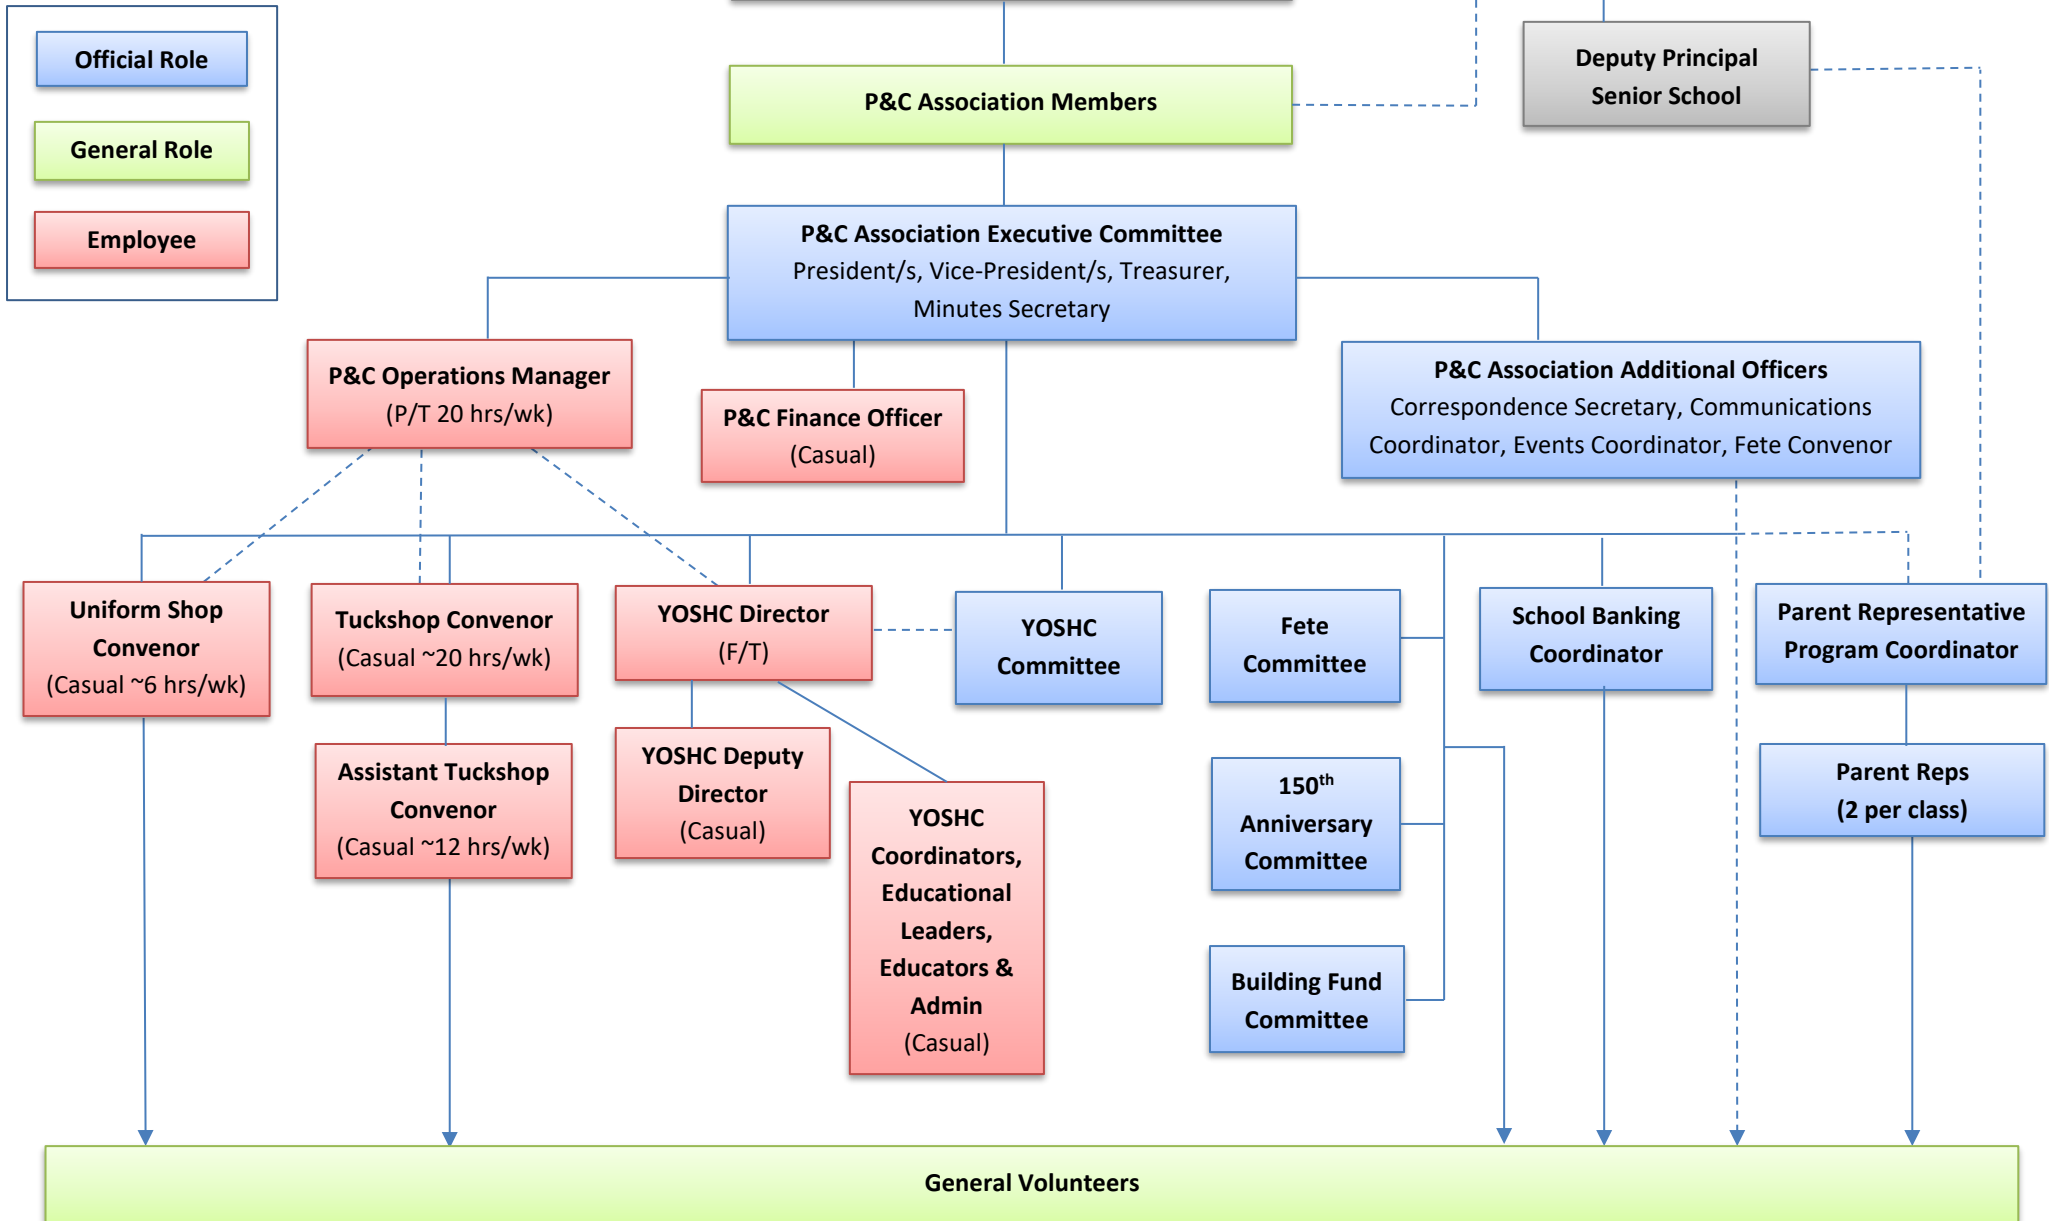 Official Role
General Role
Employee
Deputy Principal
Senior School
P&C Association Members
P&C Association Executive Committee
President/s, Vice-President/s, Treasurer,
Minutes Secretary
P&C Operations Manager
(P/T 20 hrs/wk)
P&C Finance Officer
(Casual)
P&C Association Additional Officers
Correspondence Secretary, Communications
Coordinator, Events Coordinator, Fete Convenor
Uniform Shop
Convenor
(Casual ~6 hrs/wk)
Tuckshop Convenor
(Casual ~20 hrs/wk)
YOSHC Director
(F/T)
YOSHC
Committee
Fete
Committee
School Banking
Coordinator
Parent Representative
Program Coordinator
Assistant Tuckshop
Convenor
(Casual ~12 hrs/wk)
YOSHC Deputy
Director
(Casual)
YOSHC
Coordinators,
Educational
Leaders,
Educators &
Admin
(Casual)
150th
Anniversary
Committee
Parent Reps
(2 per class)
Building Fund
Committee
General Volunteers